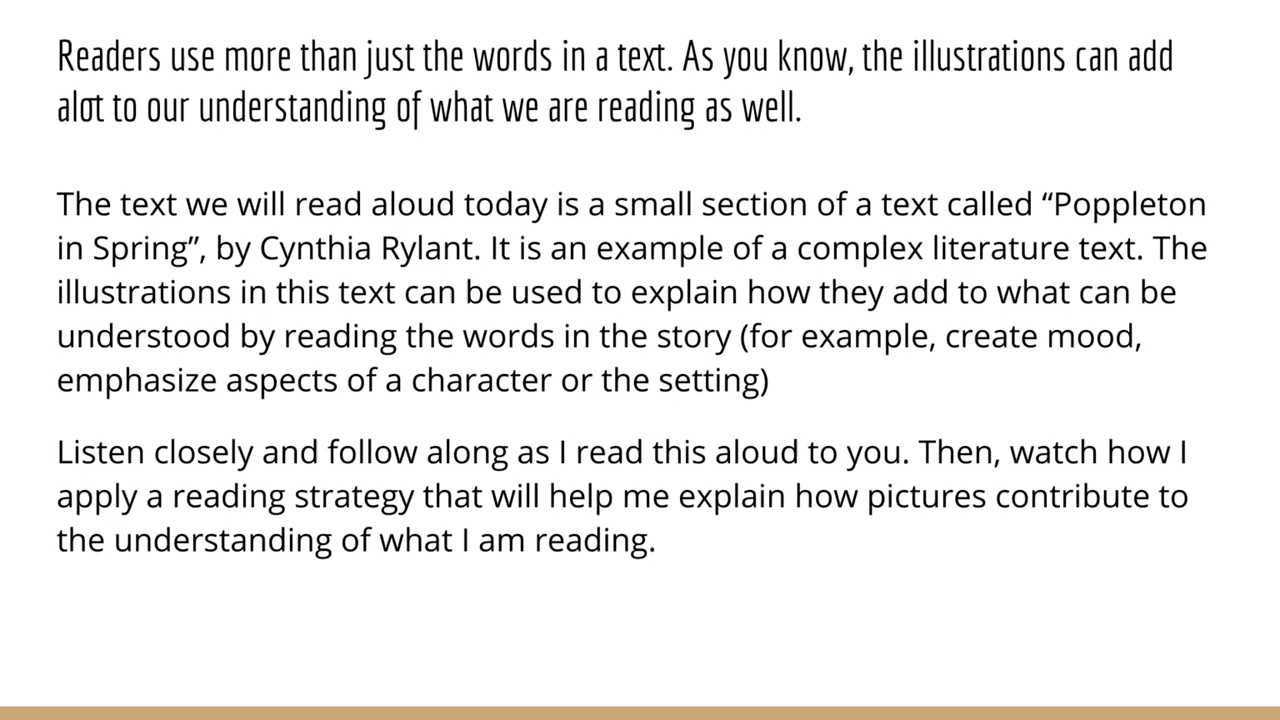 Readers use more than just the words in a text. As you know, the illustrations can add
alot to our understanding of what we are reading as well.
The text we will read aloud today is a small section of a text called “Poppleton
in Spring”, by Cynthia Rylant. It is an example of a complex literature text. The
illustrations in this text can be used to explain how they add to what can be
understood by reading the words in the story (for example, create mood,
emphasize aspects of a character or the setting)
Listen closely and follow along as I read this aloud to you. Then, watch how I
apply a reading strategy that will help me explain how pictures contribute to
the understanding of what I am reading.